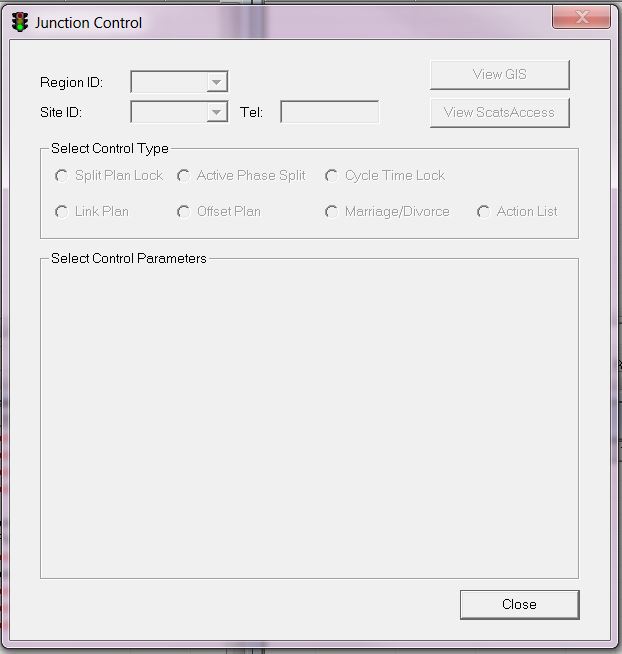 Junction Control
Region ID:
View GIS
Site ID: Tel:
View ScatsAccess
Select Control Type
Split Plan Lock Active Phase Split Cycle Time Lock
Link Plan Offset Plan Marriage/Divorce Action List
Select Control Parameters
Close